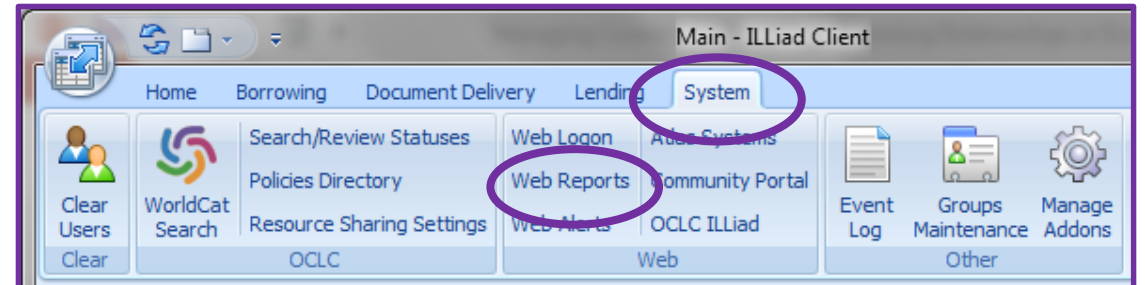 Main - ILLiad Client
Home Borrowing Document Delivery Lending System
Search/Review Statuses
Policies Directory
Resource Sharing Settings
Web Logon
Web Reports
Web Alerts
Atlas Systems
Community Portal
OCLC ILLiad
Clear
Users
WorldCat
Search
Event
Log
Groups
Maintenance
Manage
Addons
Clear OCLC Web Other